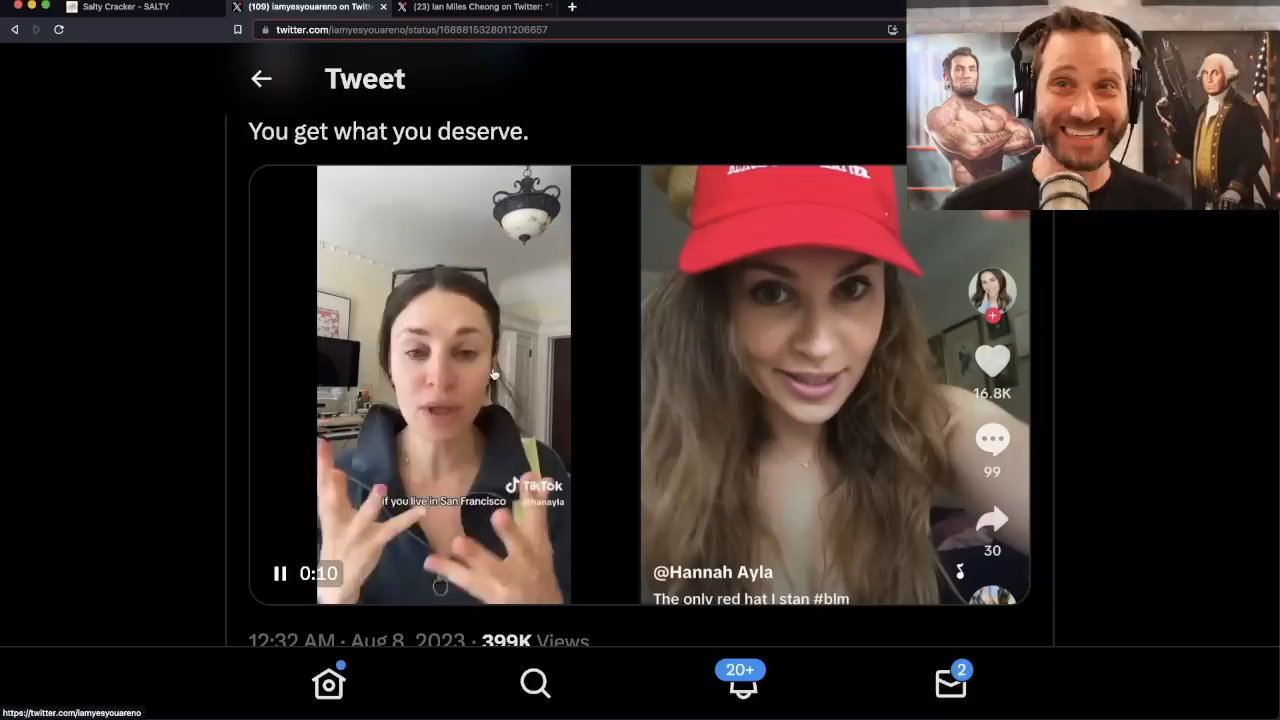 Salty Cracker - SALTY
(109) iamyesyouareno on Twitt
(23) Ian Miles Cheong on Twitter: "
twitter.com/iamyesyouareno/status/1688815328011206657
Tweet
You get what you deserve.
if you live in San Francisco
TikTok
@hanayla
0:10
16.8K
99
30
@Hannah Ayla
The only red hat I stan #blm
12:32 AM · Aug 8, 2023 · 399K Views
20+
2
https://twitter.com/iamyesyouareno